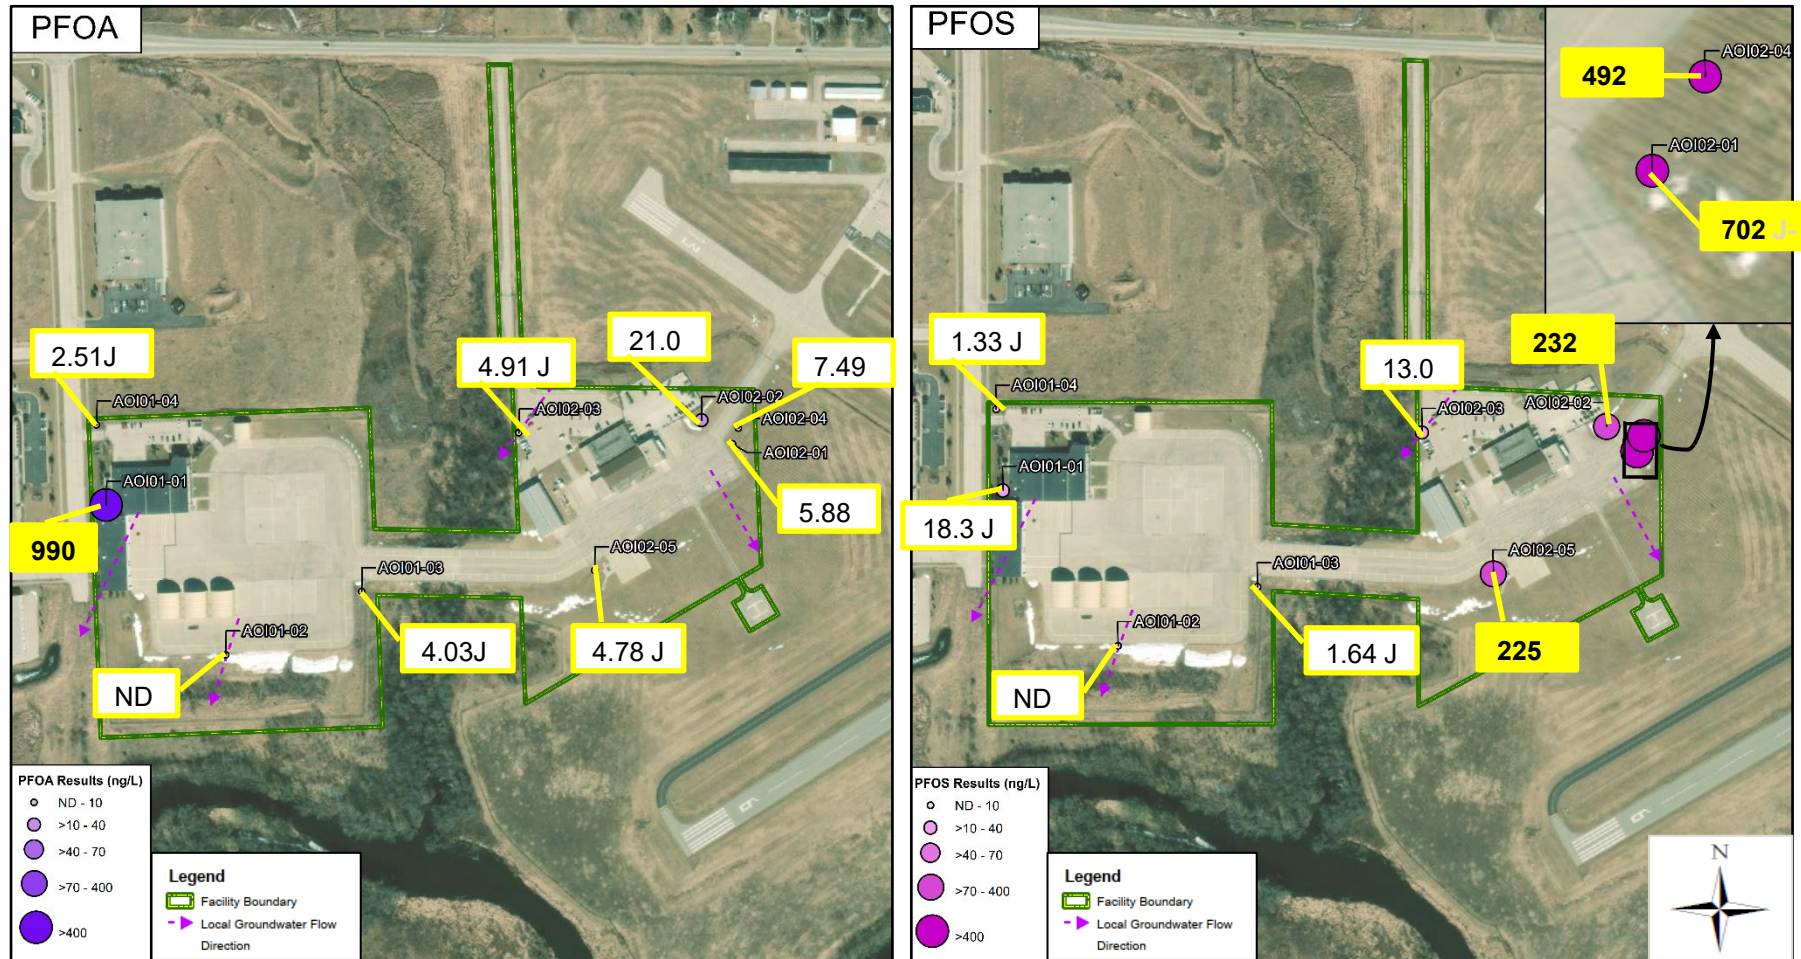 PFOA
2.51J
AOI01-04
4.91 J
AOI02-03
21.0
AOI02-02
7.49
AOI02-04
AOI02-01
5.88
AOI01-01
990
AOI02-05
4.78 J
AOI01-03
4.03J
AOI01-02
ND
PFOA Results (ng/L)
ND - 10
>10 - 40
>40 - 70
>70 - 400
>400
Legend
Facility Boundary
Local Groundwater Flow
Direction
PFOS
AOI02-04
492
AOI02-01
702 J-
1.33 J
AOI01-04
13.0
AOI02-03
232
AOI02-02
AOI01-01
18.3 J
AOI02-05
225
AOI01-03
1.64 J
AOI01-02
ND
PFOS Results (ng/L)
ND - 10
>10 - 40
>40 - 70
>70 - 400
>400
Legend
Facility Boundary
Local Groundwater Flow
Direction
N